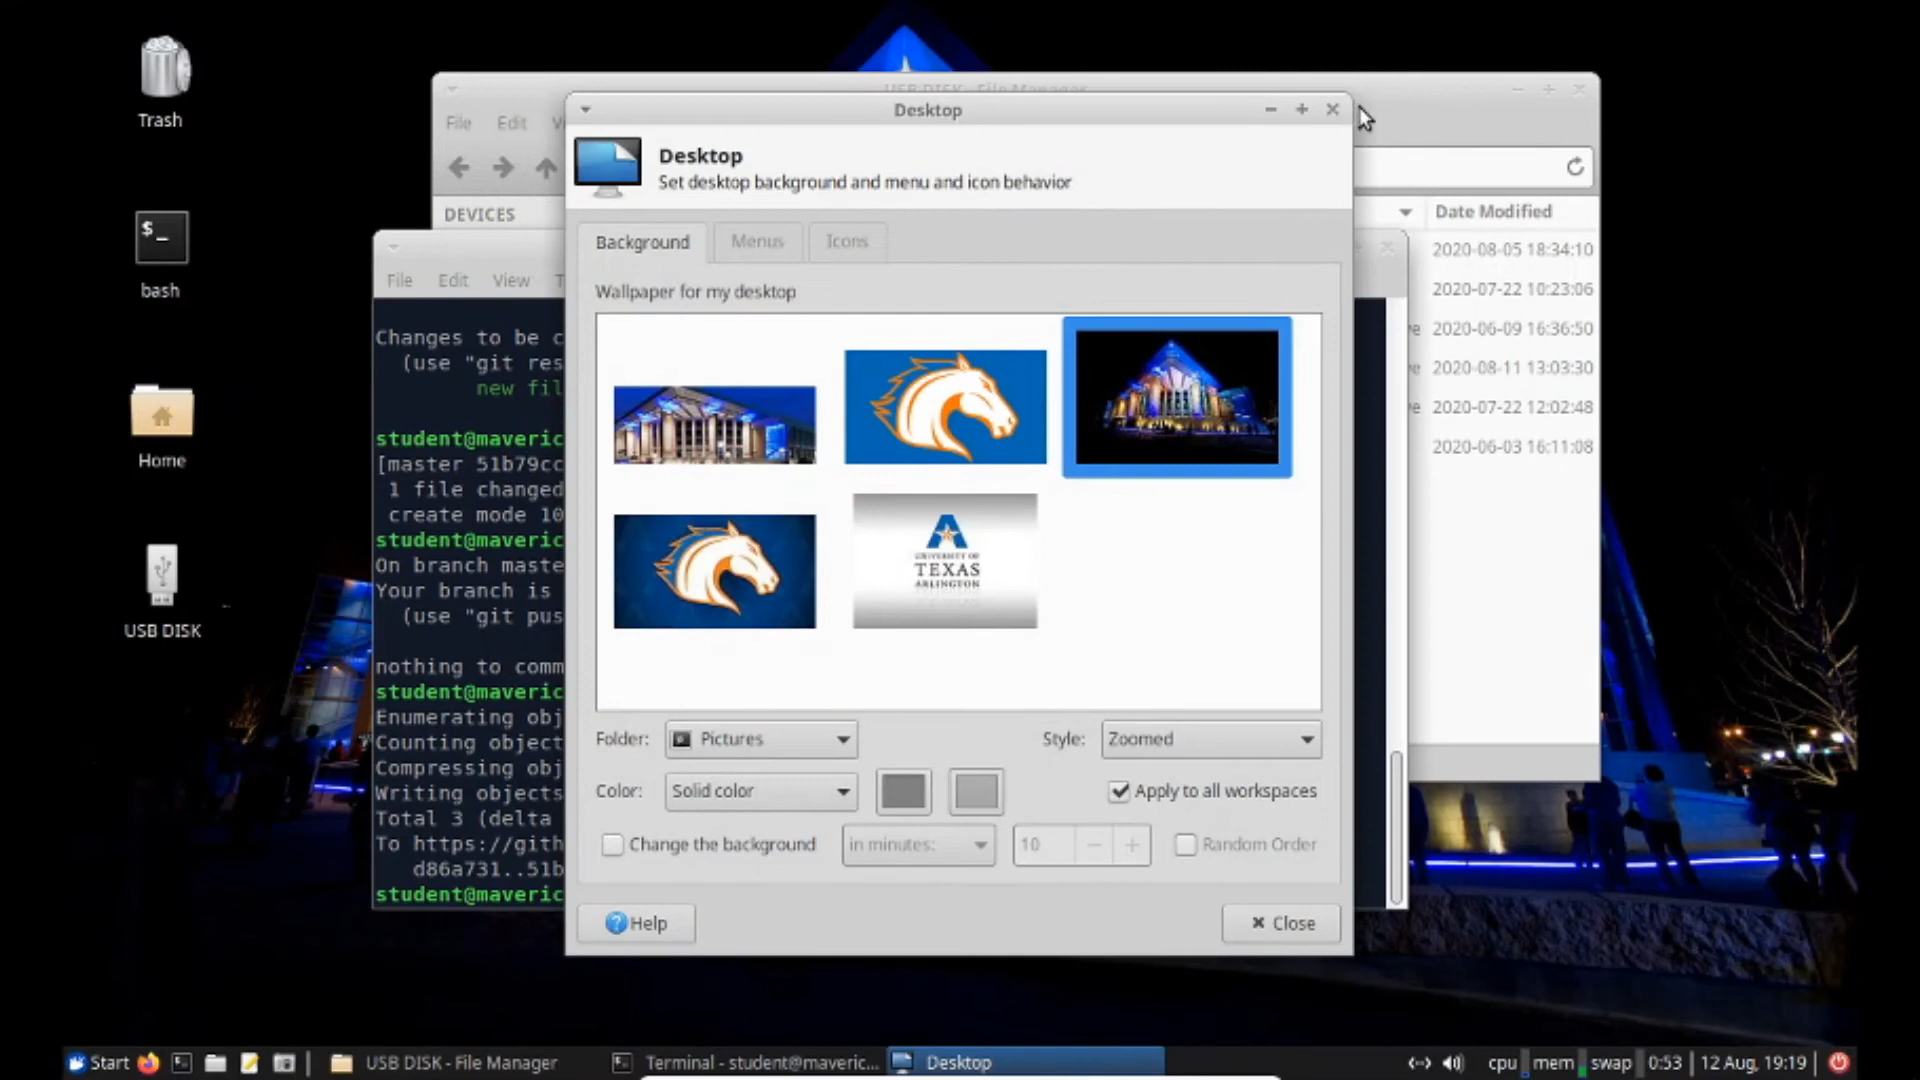 Trash
bash
Home
USB DISK
USB DISK - File Manager
File Edit
DEVICES
Date Modified
2020-08-05 18:34:10
2020-07-22 10:23:06
2020-06-09 16:36:50
2020-08-11 13:03:30
2020-07-22 12:02:48
2020-06-03 16:11:08
File Edit View T
Changes to be c
(use "git res
new fil
student@maveric
[master 51b79cc
1 file changed
create mode 10
student@maveric
On branch maste
Your branch is
(use "git pus
nothing to comm
student@maveric
Enumerating obj
Counting object
Compressing obj
Writing objects
Total 3 (delta
To https://gith
d86a731..51b
student@maveric
Desktop
Desktop
Set desktop background and menu and icon behavior
Background Menus Icons
Wallpaper for my desktop
A
UNIVERSITY OF
TEXAS
ARLINGTON
Folder: Pictures Style: Zoomed
Color: Solid color Apply to all workspaces
Change the background in minutes: 10 Random Order
Help Close
Start USB DISK - File Manager Terminal - student@maveric... Desktop cpu mem swap 0:53 12 Aug, 19:19